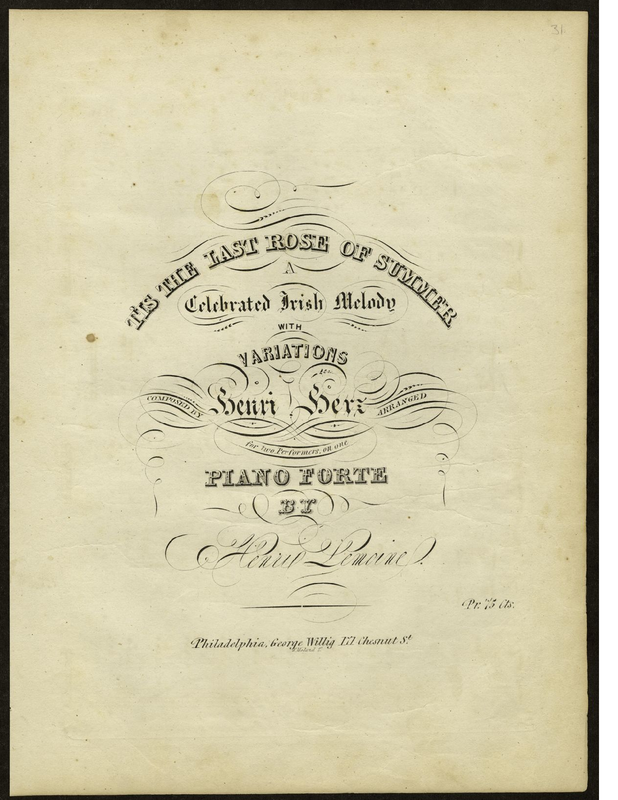 31
TIS THE LAST ROSE OF SUMMER
A
Celebrated Irish Melody
WITH
VARIATIONS
COMPOSED BY Henri Herz ARRANGED
for two Performers, on one
PIANO FORTE
BY
Henry Lemoine.
Pr. 75 Cts.
Philadelphia, George Willig 171 Chesnut St.